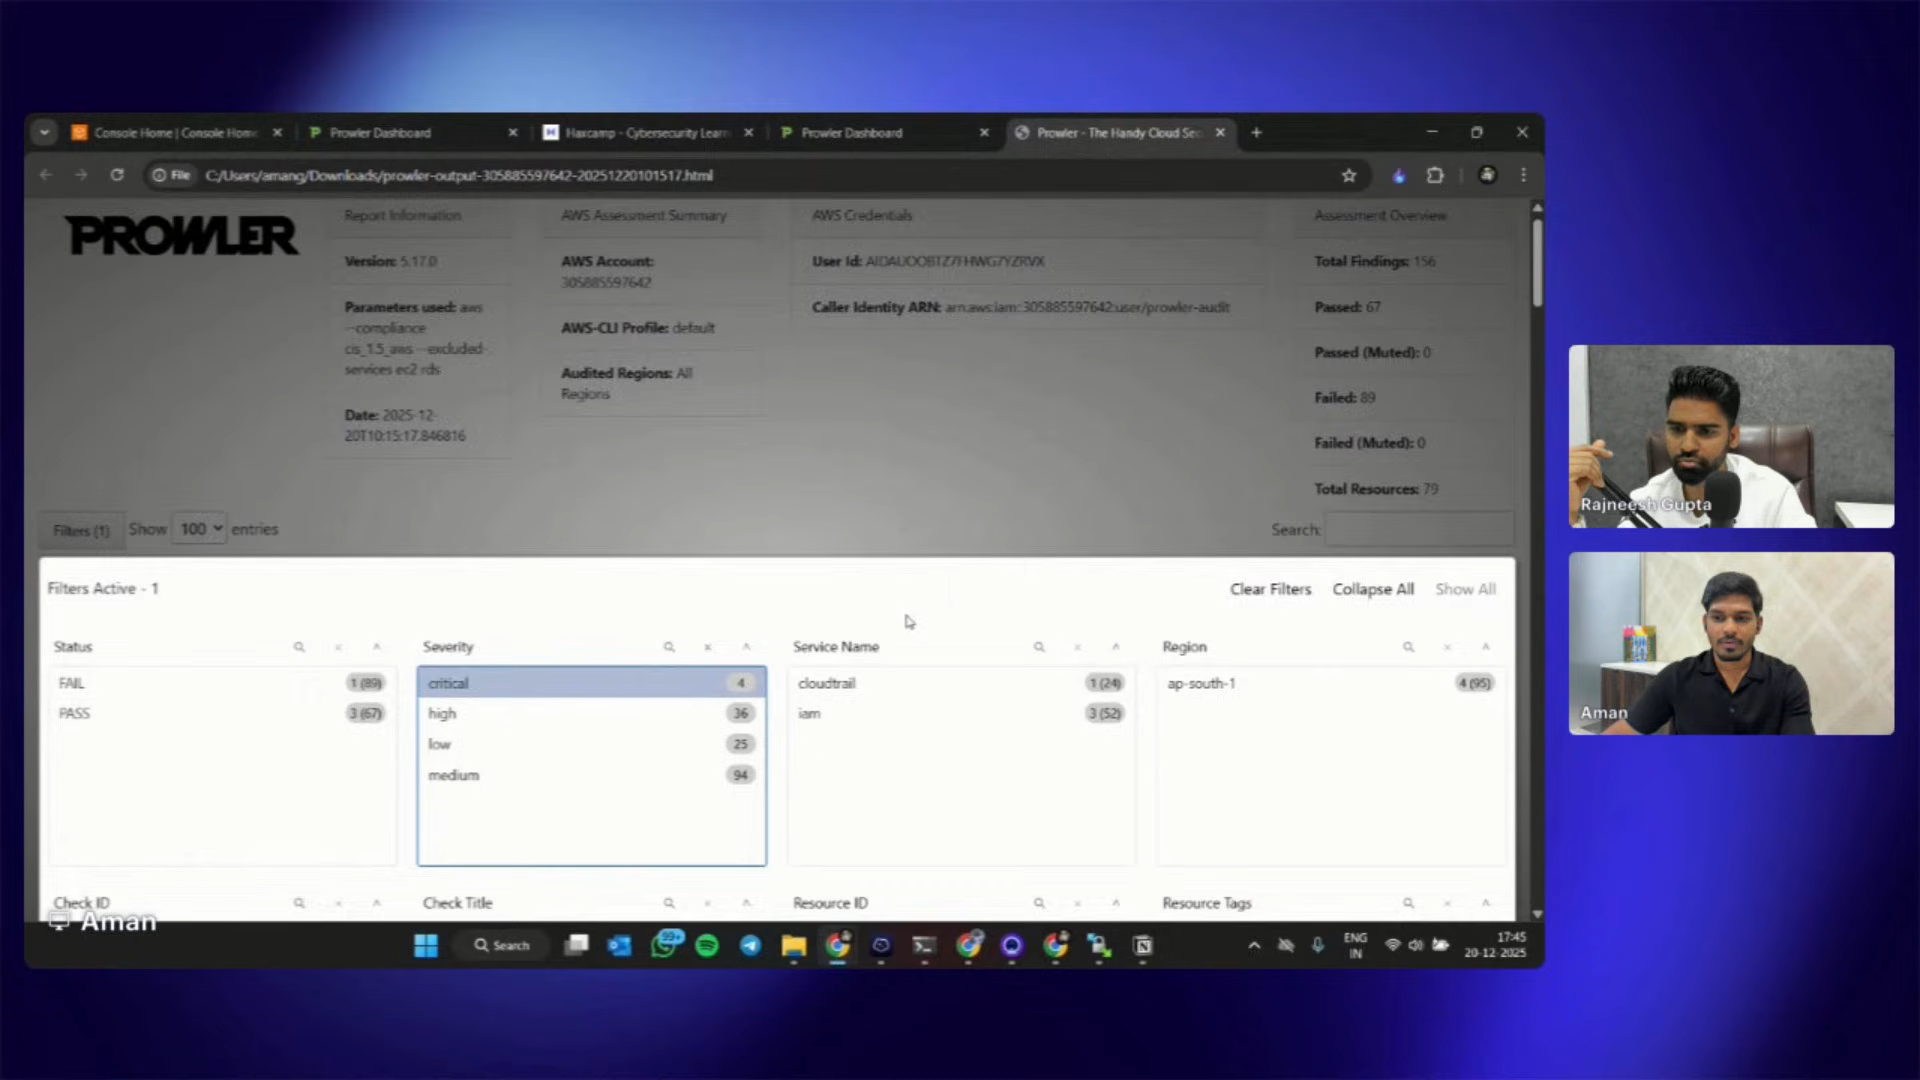 Console Home | Console Home
Prowler Dashboard
Haxcamp - Cybersecurity Learn
Prowler Dashboard
Prowler - The Handy Cloud Sec
File
C:/Users/amang/Downloads/prowler-output-305885597642-20251220101517.html
PROWLER
Report Information
Version: 5.17.0
Parameters used: aws
--compliance
cis_1.5_aws --excluded-
services ec2 rds
Date: 2025-12-
20T10:15:17.846816
AWS Assessment Summary
AWS Account:
305885597642
AWS-CLI Profile: default
Audited Regions: All
Regions
AWS Credentials
User Id:
Caller Identity ARN: arn:aws:iam::305885597642:user/prowler-audit
Assessment Overview
Total Findings: 156
Passed: 67
Passed (Muted): 0
Failed: 89
Failed (Muted): 0
Total Resources: 79
Filters (1)
Show 100 entries
Search:
Filters Active - 1
Clear Filters
Collapse All
Show All
Status
FAIL 1 (89)
PASS 3 (67)
Severity
critical 4
high 36
low 25
medium 94
Service Name
cloudtrail 1 (24)
iam 3 (52)
Region
ap-south-1 4 (95)
Check ID
Check Title
Resource ID
Resource Tags
Aman
Search
99+
ENG
IN
17:45
20-12-2025
Rajneesh Gupta
Aman